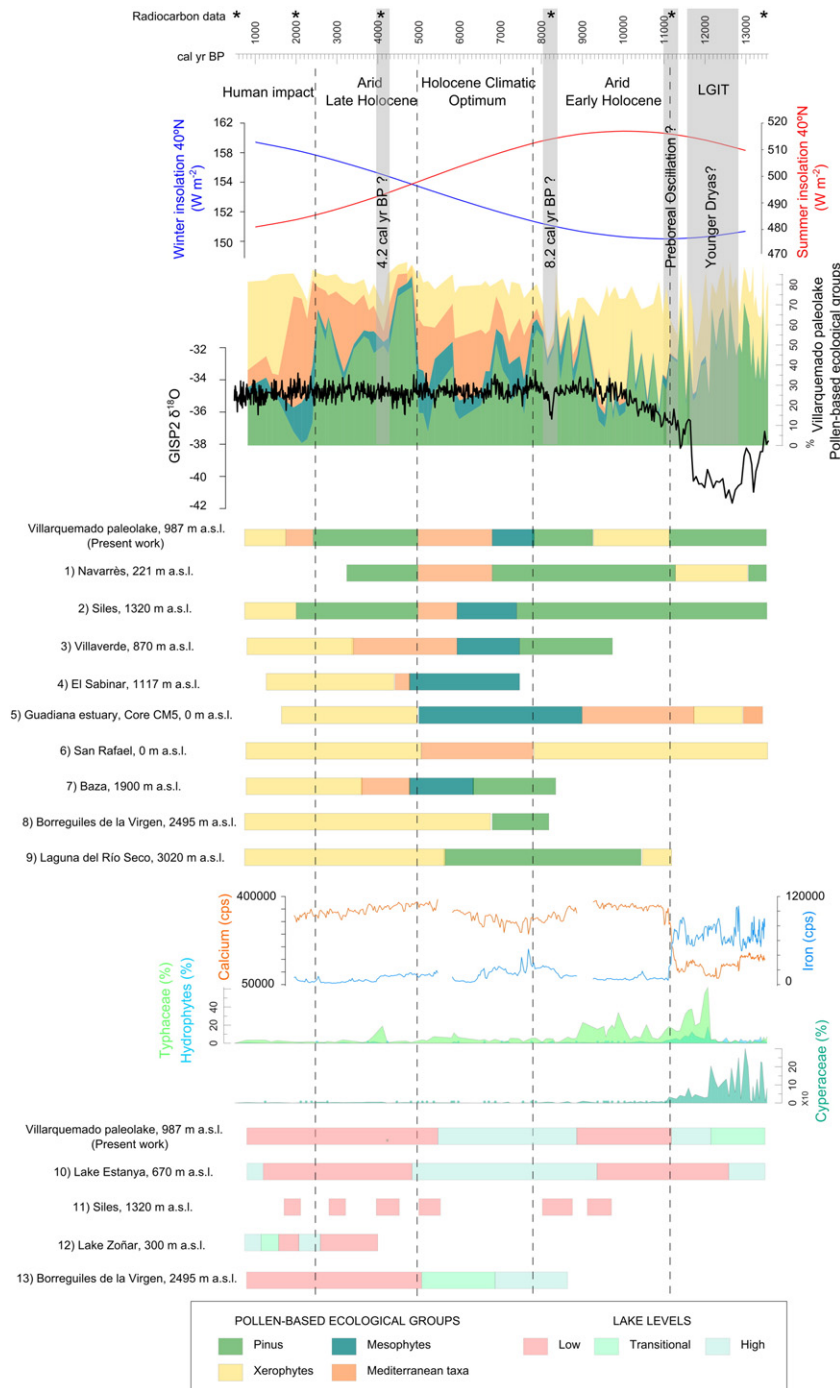 Radiocarbon data * * * * * *
1000 2000 3000 4000 5000 6000 7000 8000 9000 10000 11000 12000 13000
cal yr BP
Human impact
Arid
Late Holocene
Holocene Climatic
Optimum
Arid
Early Holocene
LGIT
162
158
154
152
150
Winter insolation 40ºN
(W m-2)
520
510
500
490
480
470
Summer insolation 40ºN
(W m-2)
4.2 cal yr BP ?
8.2 cal yr BP ?
Preboreal Oscillation ?
Younger Dryas?
-32
-34
-36
-38
-40
-42
GISP2 δ18O
80
70
60
50
40
30
20
10
0
%
Villarquemado paleolake
Pollen-based ecological groups
Villarquemado paleolake, 987 m a.s.l.
(Present work)
1) Navarrès, 221 m a.s.l.
2) Siles, 1320 m a.s.l.
3) Villaverde, 870 m a.s.l.
4) El Sabinar, 1117 m a.s.l.
5) Guadiana estuary, Core CM5, 0 m a.s.l.
6) San Rafael, 0 m a.s.l.
7) Baza, 1900 m a.s.l.
8) Borreguiles de la Virgen, 2495 m a.s.l.
9) Laguna del Río Seco, 3020 m a.s.l.
400000
50000
Calcium (cps)
120000
0
Iron (cps)
Typhaceae (%)
Hydrophytes (%)
40
20
0
20
10
0
X10
Cyperaceae (%)
Villarquemado paleolake, 987 m a.s.l.
(Present work)
10) Lake Estanya, 670 m a.s.l.
11) Siles, 1320 m a.s.l.
12) Lake Zoñar, 300 m a.s.l.
13) Borreguiles de la Virgen, 2495 m a.s.l.
POLLEN-BASED ECOLOGICAL GROUPS
Pinus
Mesophytes
Xerophytes
Mediterranean taxa
LAKE LEVELS
Low
Transitional
High